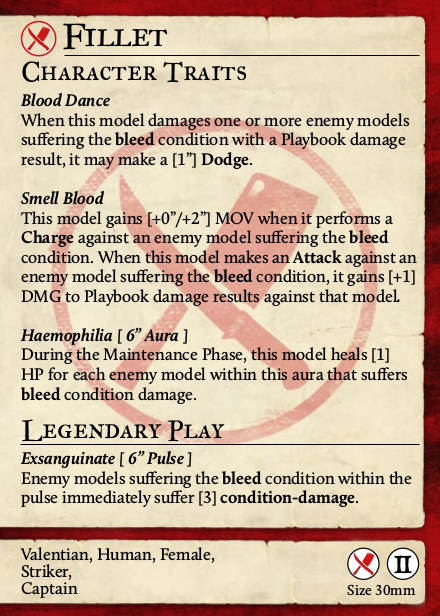 Fillet
Character Traits
Blood Dance
When this model damages one or more enemy models
suffering the bleed condition with a Playbook damage
result, it may make a [1”] Dodge.
Smell Blood
This model gains [+0”/+2”] MOV when it performs a
Charge against an enemy model suffering the bleed
condition. When this model makes an Attack against an
enemy model suffering the bleed condition, it gains [+1]
DMG to Playbook damage results against that model.
Haemophilia [ 6” Aura ]
During the Maintenance Phase, this model heals [1]
HP for each enemy model within this aura that suffers
bleed condition damage.
Legendary Play
Exsanguinate [ 6” Pulse ]
Enemy models suffering the bleed condition within the
pulse immediately suffer [3] condition-damage.
Valentian, Human, Female,
Striker,
Captain
II
Size 30mm